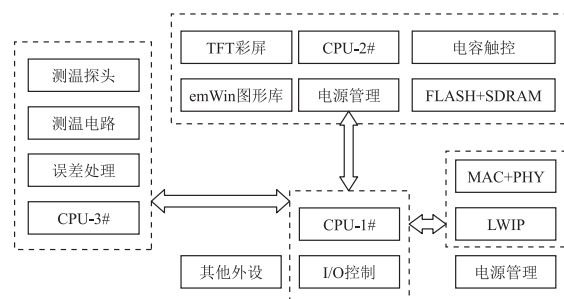 TFT彩屏
CPU-2#
电容触控
emWin图形库
电源管理
FLASH+SDRAM
测温探头
测温电路
误差处理
CPU-3#
MAC+PHY
LWIP
CPU-1#
I/O控制
其他外设
电源管理